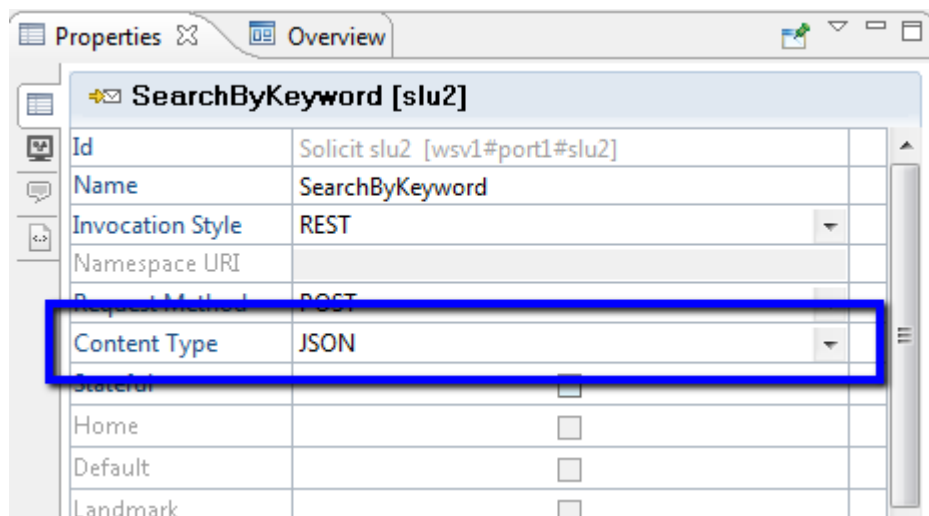 Properties Overview
SearchByKeyword [slu2]
Id Solicit slu2 [wsv1#port1#slu2]
Name SearchByKeyword
Invocation Style REST
Namespace URI
Request Method POST
Content Type JSON
Stateful
Home
Default
Landmark